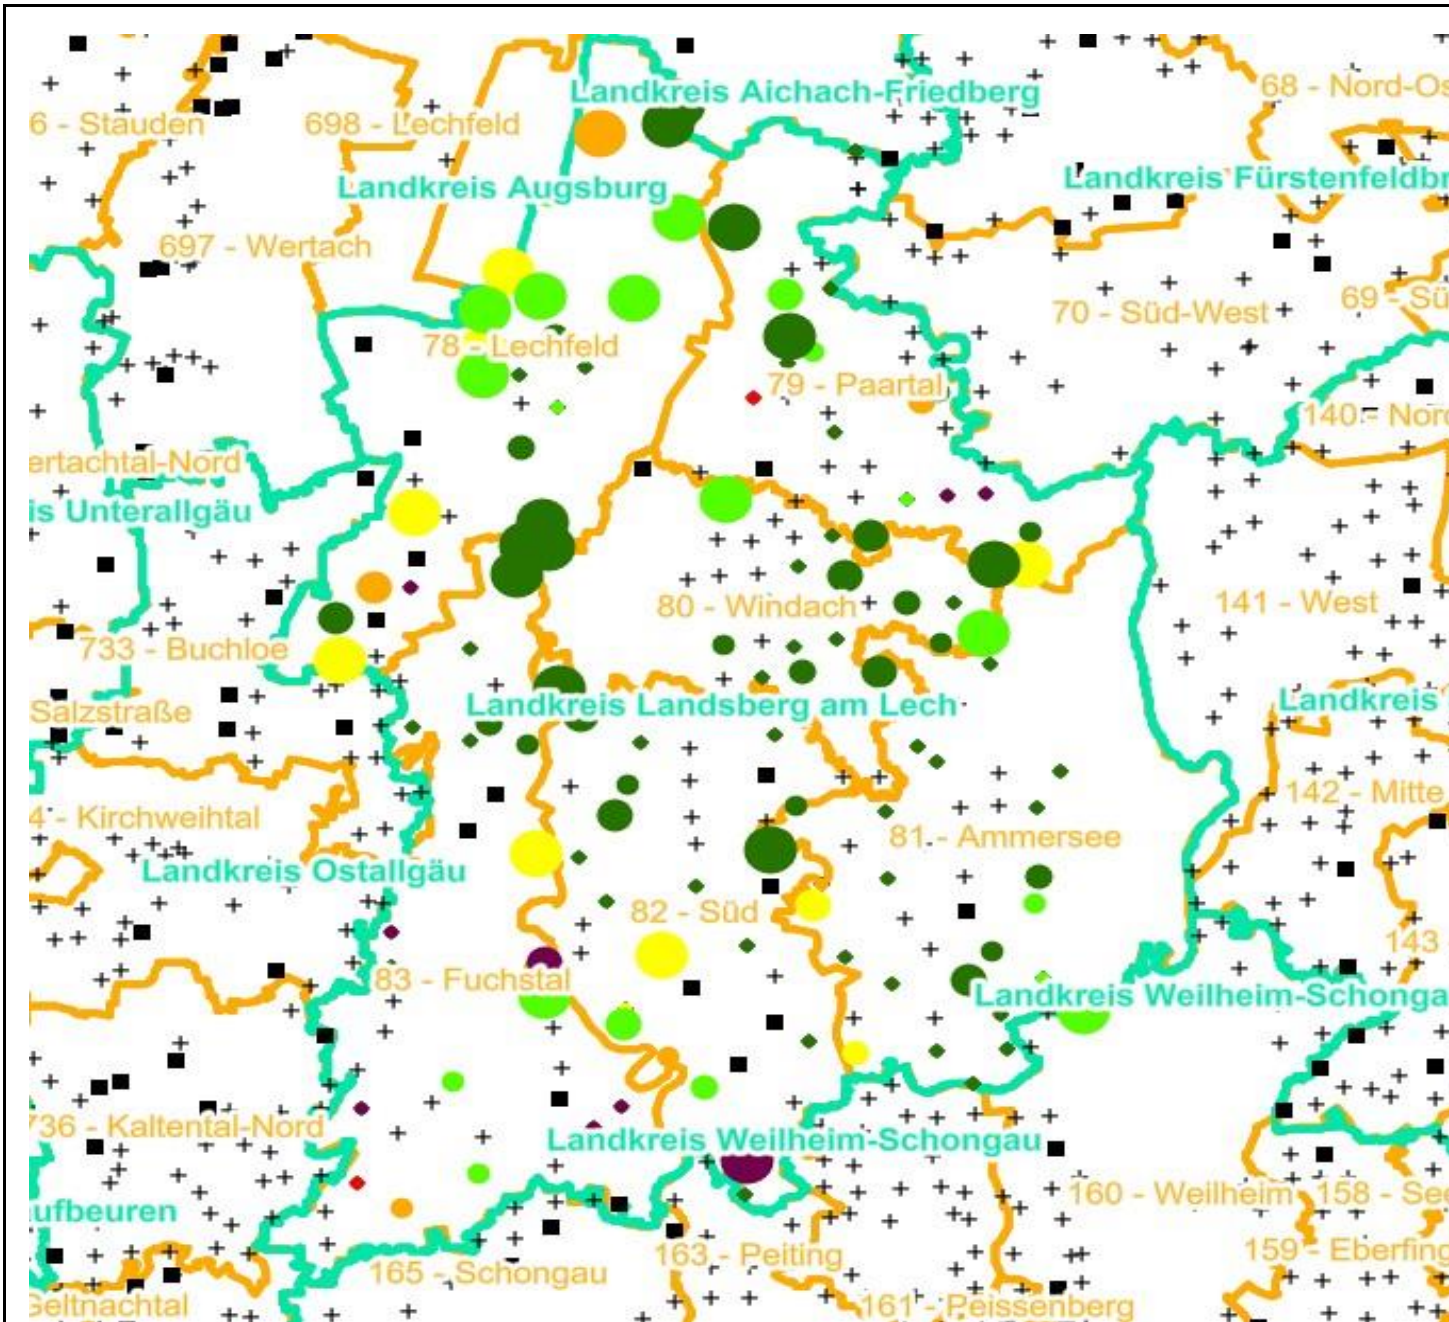 68 - Nord-Os
Landkreis Aichach-Friedberg
6 - Stauden
698 - Lechfeld
Landkreis Fürstenfeldbr
Landkreis Augsburg
697 - Wertach
69 - Sü
70 - Süd-West
78 - Lechfeld
79 - Paartal
140 - Nord
ertachtal-Nord
is Unterallgäu
80 - Windach
141 - West
733 - Buchloe
Landkreis
Landkreis Landsberg am Lech
Salzstraße
142 - Mitte
4 - Kirchweihtal
81 - Ammersee
Landkreis Ostallgäu
82 - Süd
143
83 - Fuchstal
Landkreis Weilheim-Schonga
736 - Kaltental-Nord
Landkreis Weilheim-Schongau
160 - Weilheim
158 - See
ufbeuren
163 - Peiting
159 - Eberfing
165 - Schongau
Geltnachtal
161 - Peissenberg